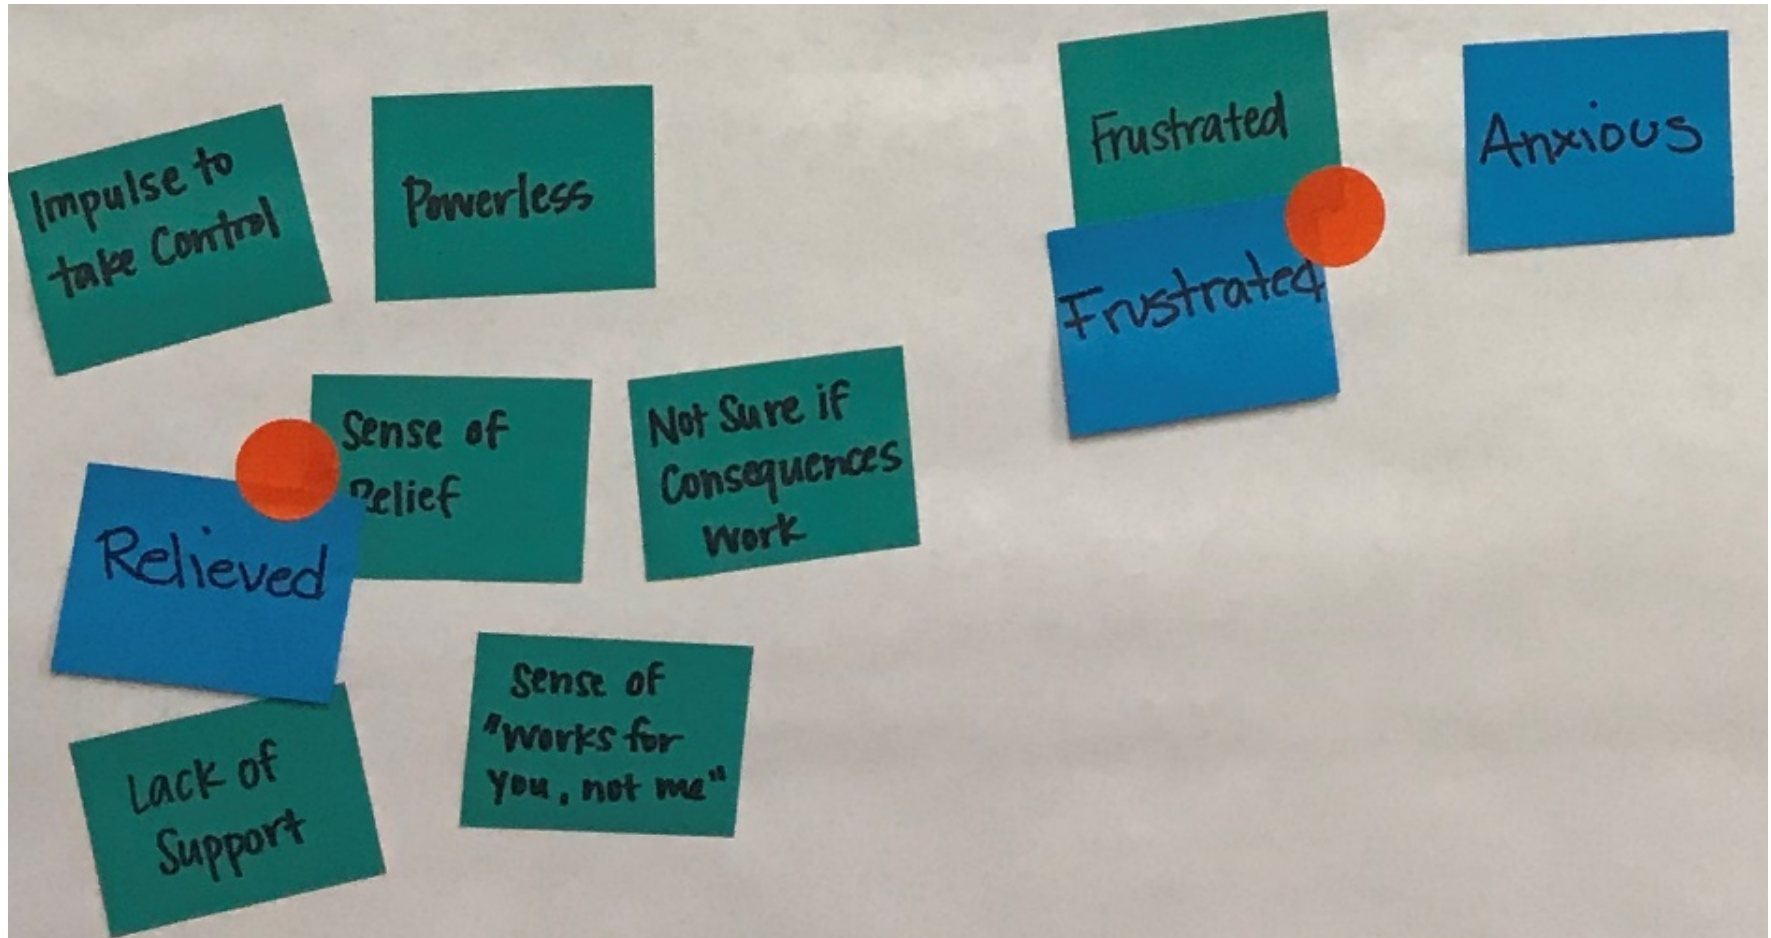 Impulse to
take Control
Powerless
Frustrated
Frustrated
Anxious
Sense of
Relief
Relieved
Not Sure if
Consequences
Work
Lack of
Support
Sense of
"Works for
you, not me"